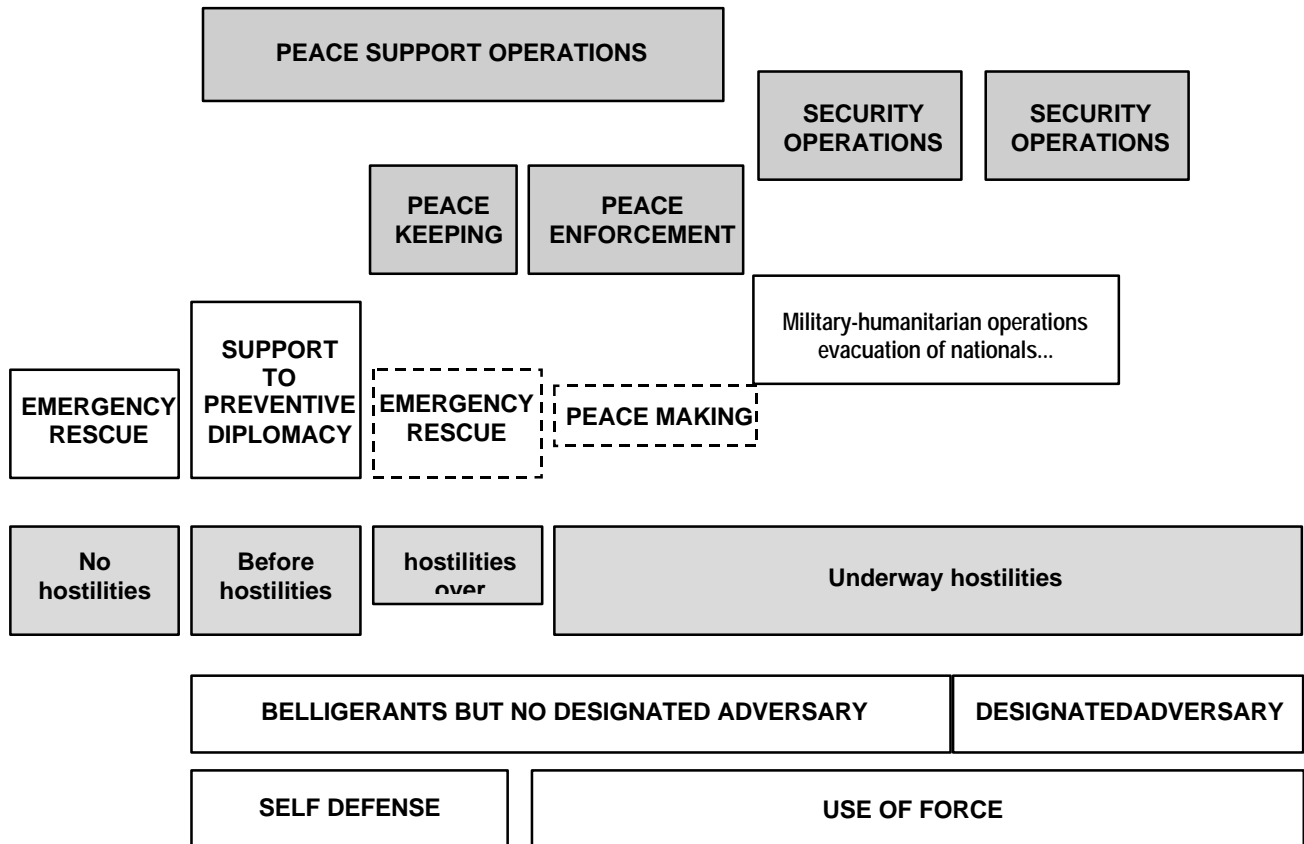 PEACE SUPPORT OPERATIONS
SECURITY
OPERATIONS
SECURITY
OPERATIONS
PEACE
KEEPING
PEACE
ENFORCEMENT
Military-humanitarian operations
evacuation of nationals...
SUPPORT
TO
PREVENTIVE
DIPLOMACY
EMERGENCY
RESCUE
EMERGENCY
RESCUE
PEACE MAKING
No
hostilities
Before
hostilities
hostilities
over
Underway hostilities
BELLIGERANTS BUT NO DESIGNATED ADVERSARY
DESIGNATEDADVERSARY
SELF DEFENSE
USE OF FORCE